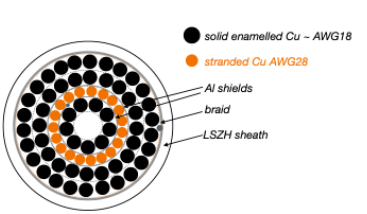 solid enamelled Cu ~ AWG18
stranded Cu AWG28
Al shields
braid
LSZH sheath